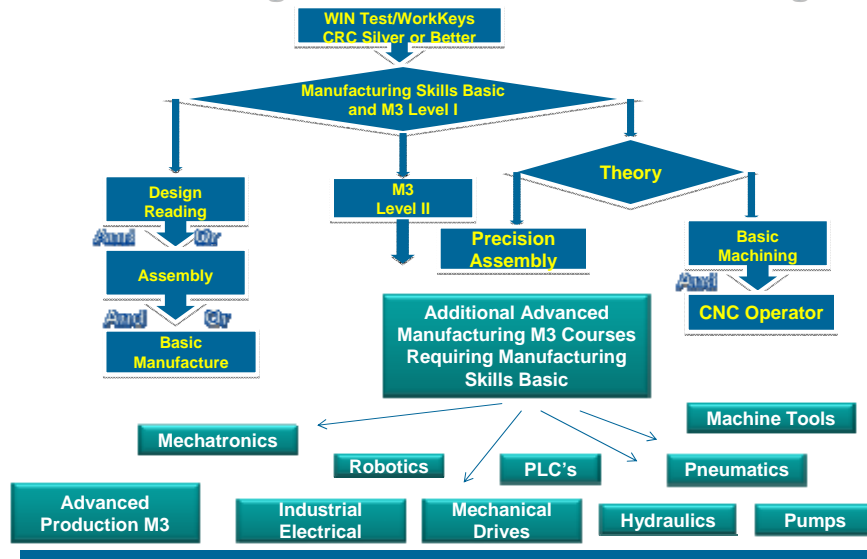 WIN Test/WorkKeys
CRC Silver or Better
Manufacturing Skills Basic
and M3 Level I
Theory
Design
Reading
M3
Level II
And Or
Precision
Assembly
Basic
Machining
Assembly
And
CNC Operator
And Or
Basic
Manufacture
Additional Advanced
Manufacturing M3 Courses
Requiring Manufacturing
Skills Basic
Machine Tools
Mechatronics
Robotics
PLC's
Pneumatics
Advanced
Production M3
Industrial
Electrical
Mechanical
Drives
Hydraulics
Pumps